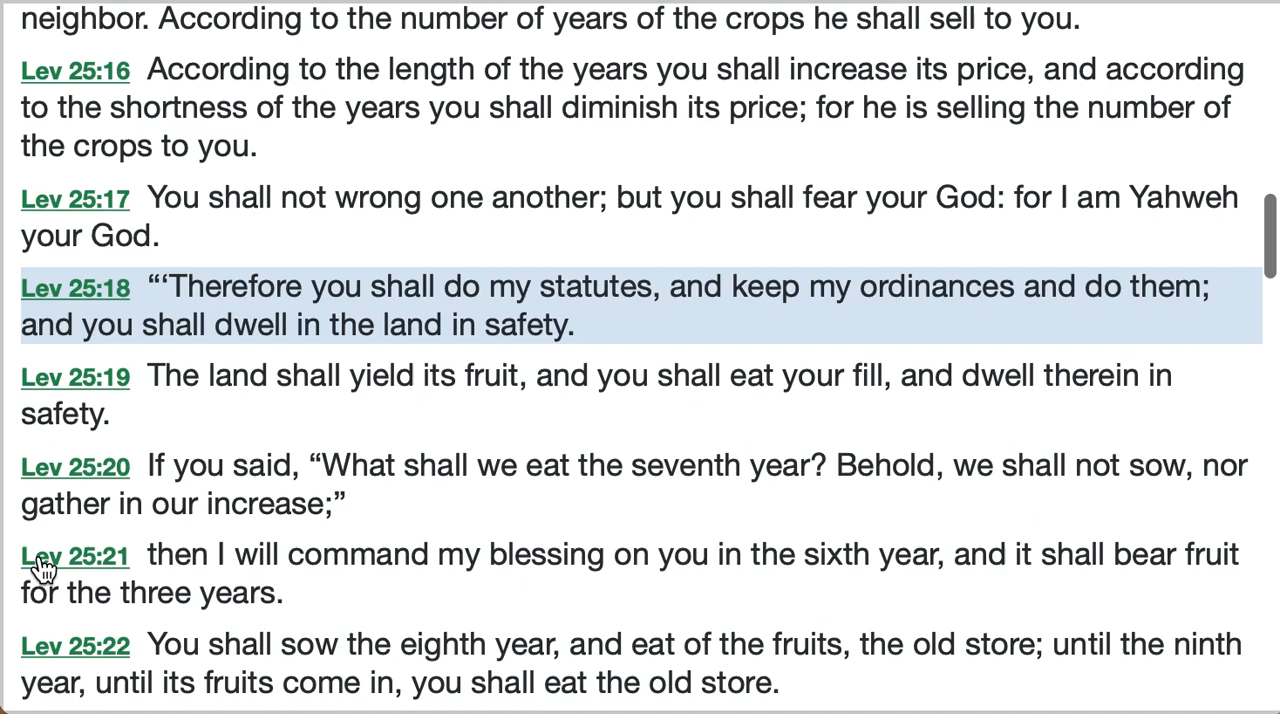 neighbor. According to the number of years of the crops he shall sell to you.
Lev 25:16 According to the length of the years you shall increase its price, and according
to the shortness of the years you shall diminish its price; for he is selling the number of
the crops to you.
Lev 25:17 You shall not wrong one another; but you shall fear your God: for I am Yahweh
your God.
Lev 25:18 “‘Therefore you shall do my statutes, and keep my ordinances and do them;
and you shall dwell in the land in safety.
Lev 25:19 The land shall yield its fruit, and you shall eat your fill, and dwell therein in
safety.
Lev 25:20 If you said, “What shall we eat the seventh year? Behold, we shall not sow, nor
gather in our increase;”
Lev 25:21 then I will command my blessing on you in the sixth year, and it shall bear fruit
for the three years.
Lev 25:22 You shall sow the eighth year, and eat of the fruits, the old store; until the ninth
year, until its fruits come in, you shall eat the old store.